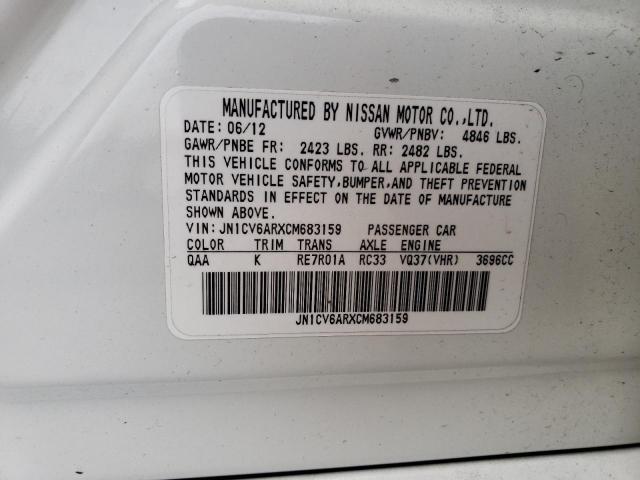 MANUFACTURED BY NISSAN MOTOR CO.,LTD.
DATE: 06/12 GVWR/PNBV: 4846 LBS.
GAWR/PNBE FR: 2423 LBS. RR: 2482 LBS.
THIS VEHICLE CONFORMS TO ALL APPLICABLE FEDERAL
MOTOR VEHICLE SAFETY,BUMPER,AND THEFT PREVENTION
STANDARDS IN EFFECT ON THE DATE OF MANUFACTURE
SHOWN ABOVE.
VIN:JN1CV6ARXCM683159 PASSENGER CAR
COLOR TRIM TRANS AXLE ENGINE
QAA K RE7R01A RC33 VQ37(VHR) 3696CC
JN1CV6ARXCM683159